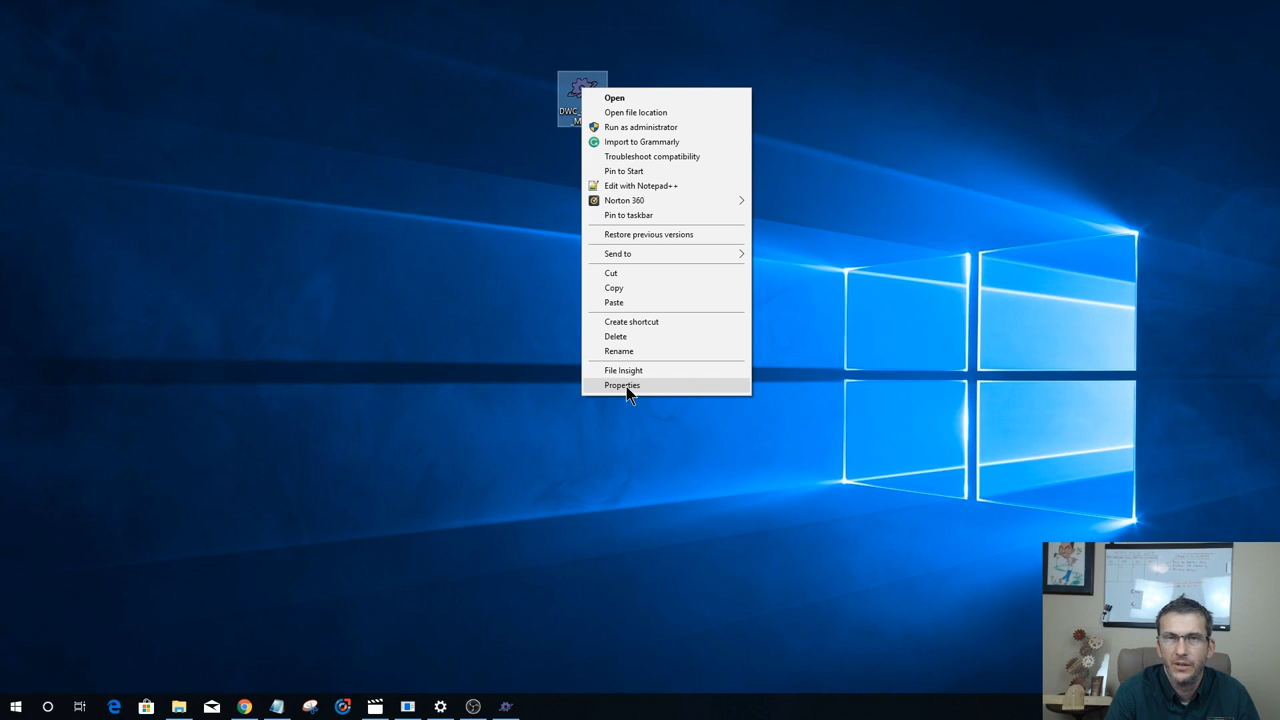 DWC
_M
Open
Open file location
Run as administrator
Import to Grammarly
Troubleshoot compatibility
Pin to Start
Edit with Notepad++
Norton 360
Pin to taskbar
Restore previous versions
Send to
Cut
Copy
Paste
Create shortcut
Delete
Rename
File Insight
Properties